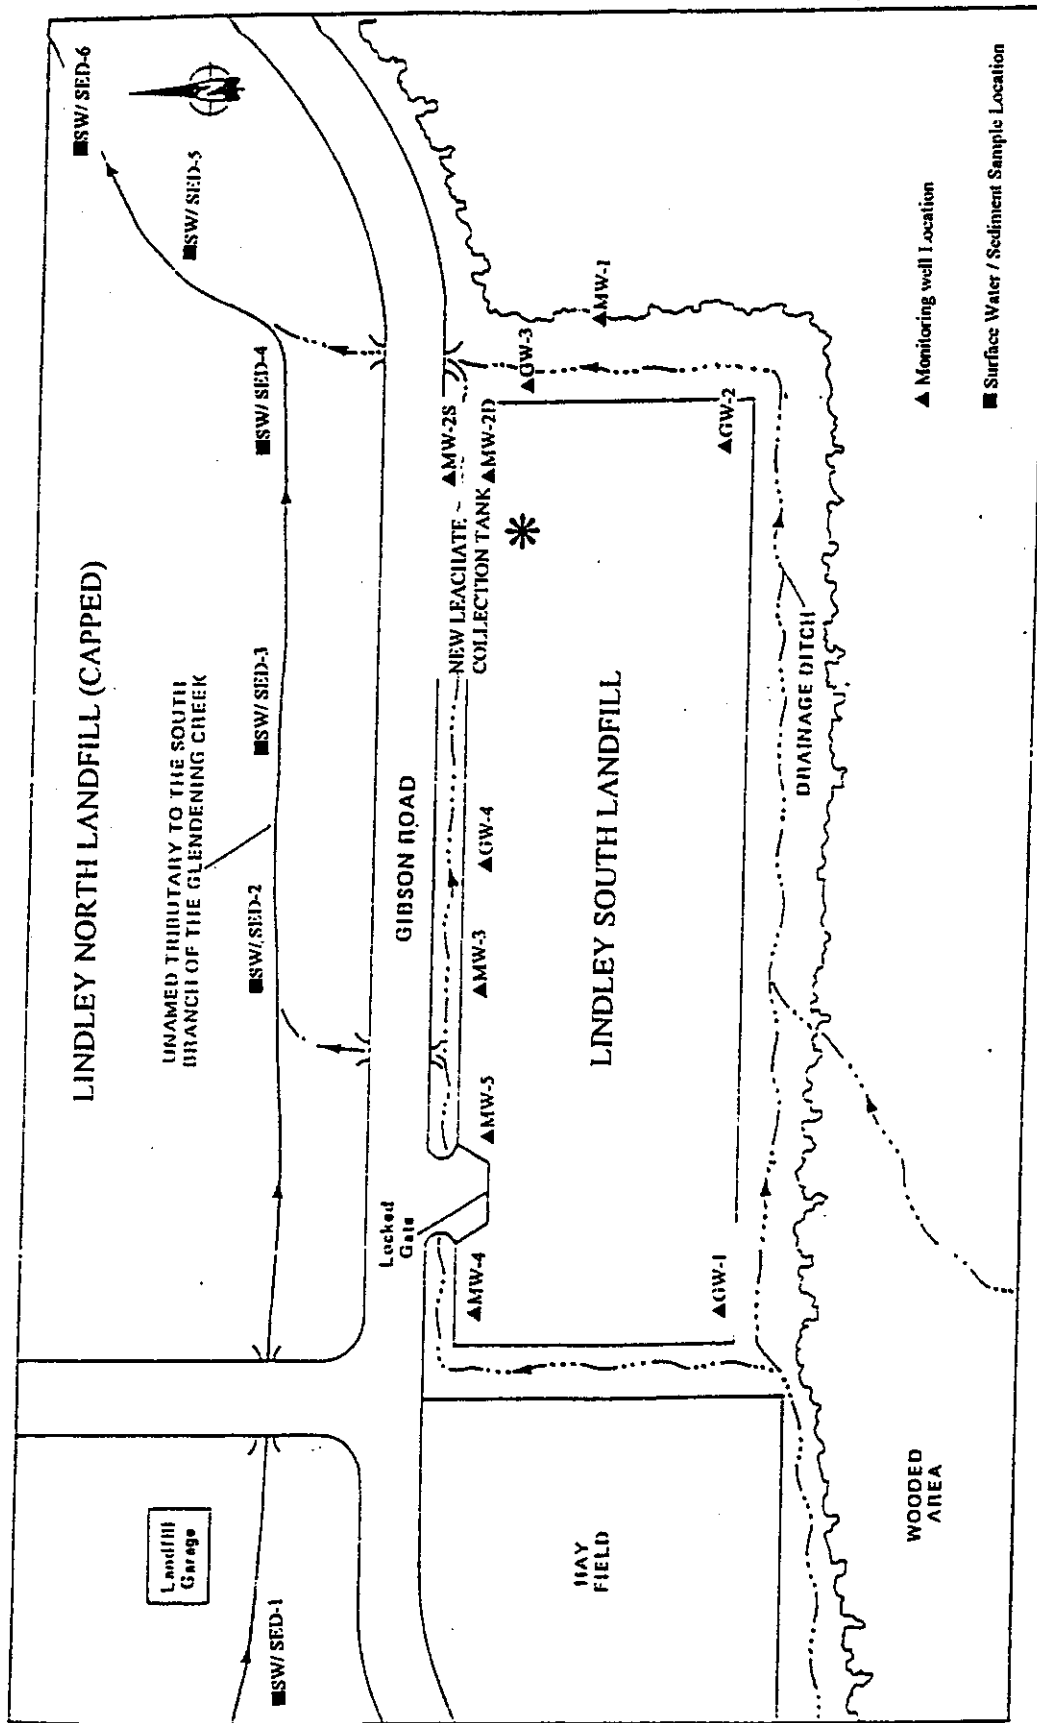 LINDLEY NORTH LANDFILL (CAPPED)
■SW/ SED-6
■SW/ SED-5
UNAMED TRIBUTARY TO THE SOUTH
BRANCH OF THE GLENDENING CREEK
Landfill
Garage
■SW/ SED-1
■SW/ SED-2
■SW/ SED-3
■SW/ SED-4
GIBSON ROAD
Locked
Gate
▲MW-4
▲MW-5
▲MW-3
▲GW-4
NEW LEACHATE
COLLECTION TANK
▲MW-2S
▲MW-2D
▲GW-3
▲MW-1
HAY
FIELD
LINDLEY SOUTH LANDFILL
▲GW-1
▲GW-2
DRAINAGE DITCH
WOODED
AREA
▲ Monitoring well Location
■ Surface Water / Sediment Sample Location